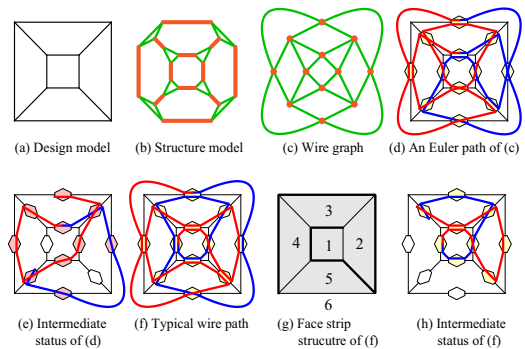 (a) Design model
(b) Structure model
(c) Wire graph
(d) An Euler path of (c)
3
4
1
2
5
6
(e) Intermediate
status of (d)
(f) Typical wire path
(g) Face strip
strucutre of (f)
(h) Intermediate
status of (f)